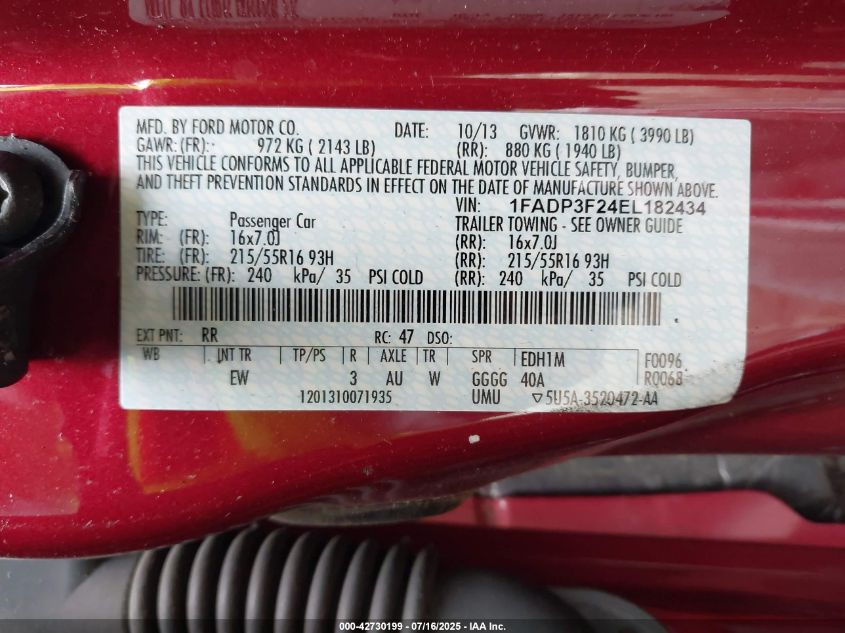 MFD. BY FORD MOTOR CO. DATE: 10/13 GVWR: 1810 KG ( 3990 LB)
GAWR: (FR): 972 KG ( 2143 LB) (RR): 880 KG ( 1940 LB)
THIS VEHICLE CONFORMS TO ALL APPLICABLE FEDERAL MOTOR VEHICLE SAFETY, BUMPER,
AND THEFT PREVENTION STANDARDS IN EFFECT ON THE DATE OF MANUFACTURE SHOWN ABOVE.
VIN: 1FADP3F24EL182434
TYPE: Passenger Car TRAILER TOWING - SEE OWNER GUIDE
RIM: (FR): 16x7.0J (RR): 16x7.0J
TIRE: (FR): 215/55R16 93H (RR): 215/55R16 93H
PRESSURE: (FR): 240 kPa/ 35 PSI COLD (RR): 240 kPa/ 35 PSI COLD
EXT PNT: RR RC: 47 DSO:
WB INT TR TP/PS R AXLE TR SPR EDH1M F0096
EW 3 AU W GGGG 40A R0068
1201310071935 UMU ▽5U5A-3520472-AA
000-42730199 - 07/16/2025 - IAA Inc.